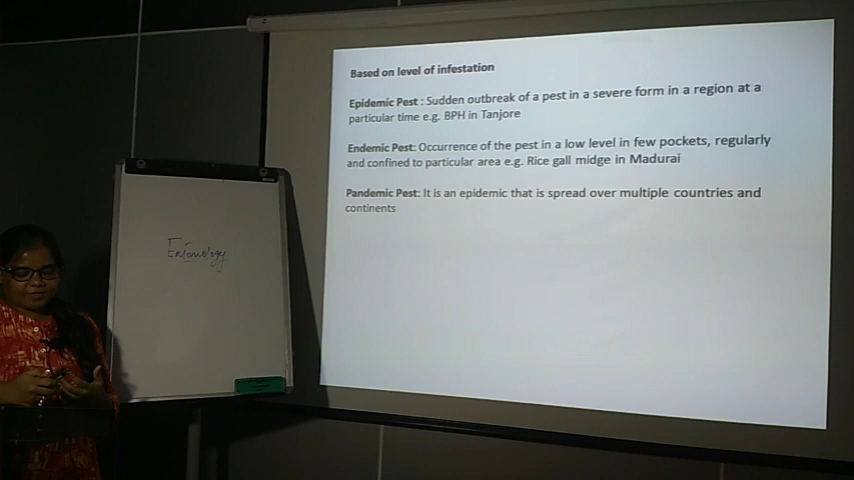 Based on level of infestation
Epidemic Pest : Sudden outbreak of a pest in a severe form in a region at a
particular time e.g. BPH in Tanjore
Endemic Pest: Occurrence of the pest in a low level in few pockets, regularly
and confined to particular area e.g. Rice gall midge in Madurai
Pandemic Pest: It is an epidemic that is spread over multiple countries and
continents
Entomology